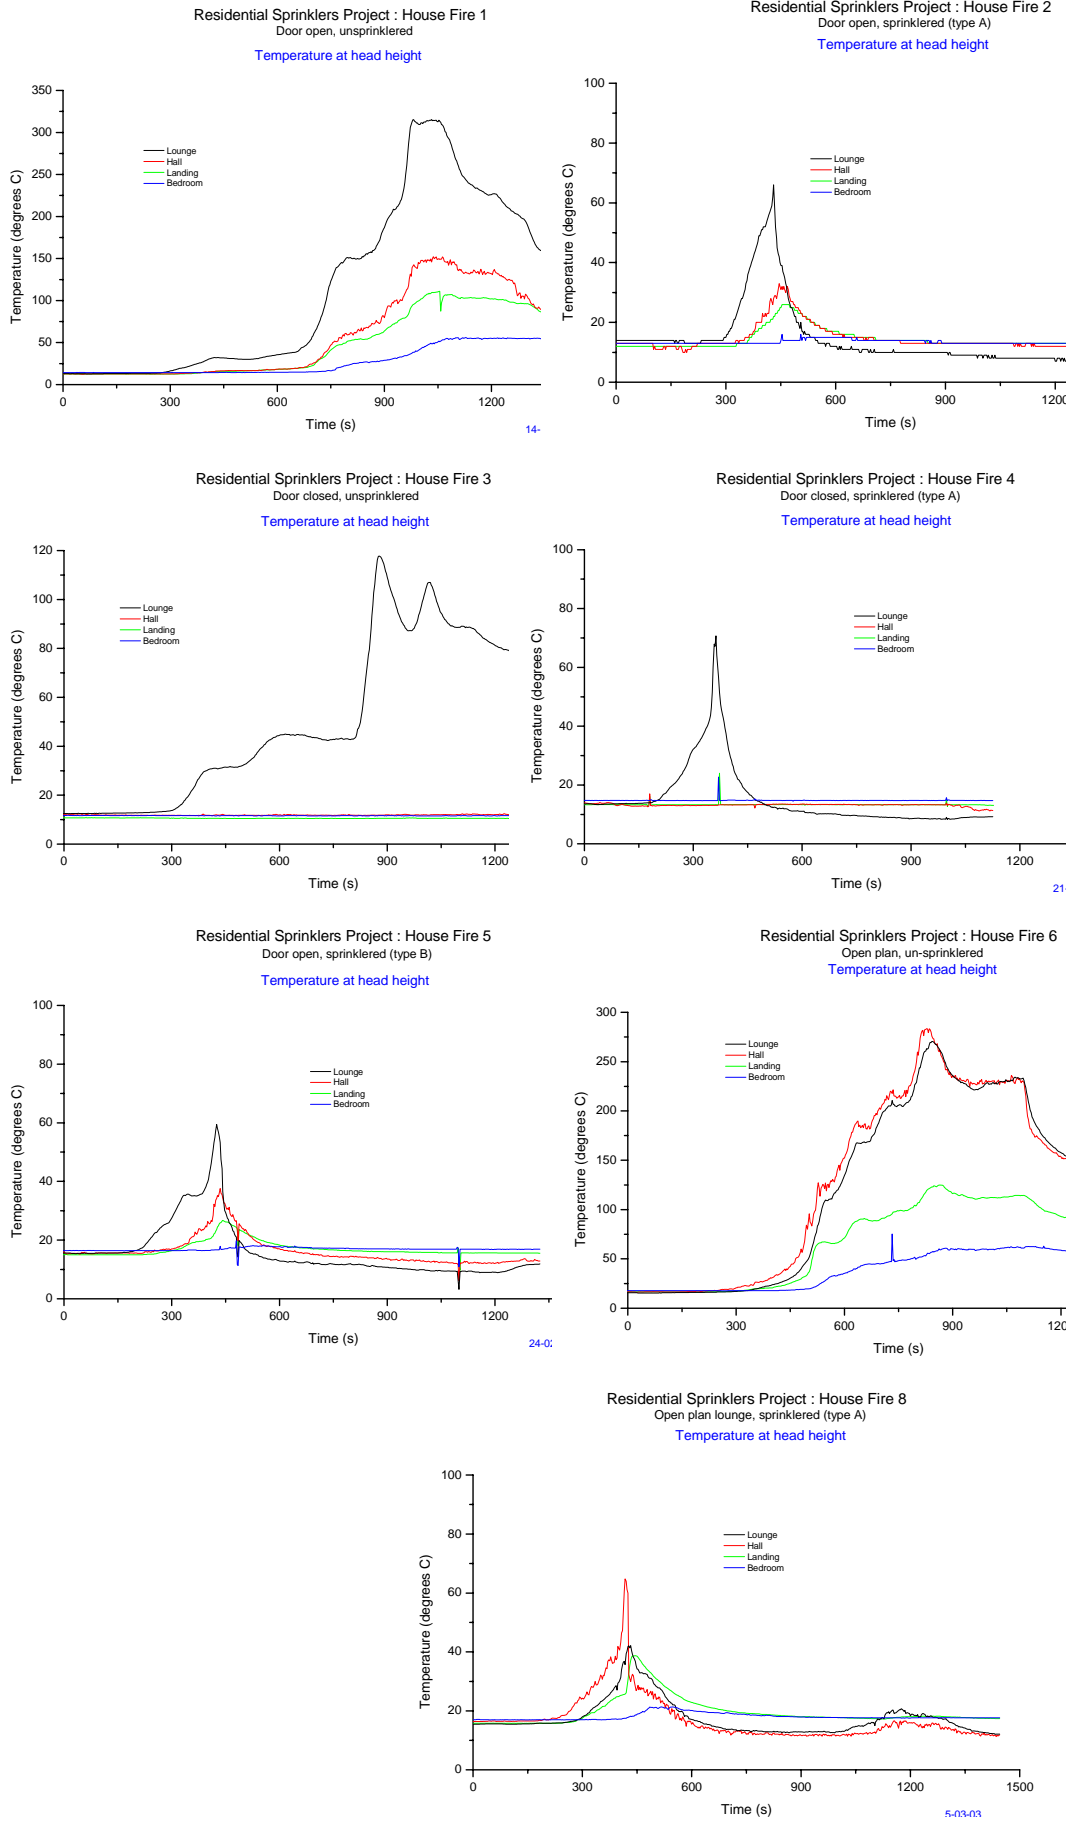 Residential Sprinklers Project : House Fire 1
Door open, unsprinklered
Temperature at head height
350
300
250
200
150
100
50
0
Temperature (degrees C)
Lounge
Hall
Landing
Bedroom
0 300 600 900 1200
Time (s)
14-
Residential Sprinklers Project : House Fire 2
Door open, sprinklered (type A)
Temperature at head height
100
80
60
40
20
0
Temperature (degrees C)
Lounge
Hall
Landing
Bedroom
0 300 600 900 1200
Time (s)
Residential Sprinklers Project : House Fire 3
Door closed, unsprinklered
Temperature at head height
120
100
80
60
40
20
0
Temperature (degrees C)
Lounge
Hall
Landing
Bedroom
0 300 600 900 1200
Time (s)
Residential Sprinklers Project : House Fire 4
Door closed, sprinklered (type A)
Temperature at head height
100
80
60
40
20
0
Temperature (degrees C)
Lounge
Hall
Landing
Bedroom
0 300 600 900 1200
Time (s)
21-
Residential Sprinklers Project : House Fire 5
Door open, sprinklered (type B)
Temperature at head height
100
80
60
40
20
0
Temperature (degrees C)
Lounge
Hall
Landing
Bedroom
0 300 600 900 1200
Time (s)
24-02
Residential Sprinklers Project : House Fire 6
Open plan, un-sprinklered
Temperature at head height
300
250
200
150
100
50
0
Temperature (degrees C)
Lounge
Hall
Landing
Bedroom
0 300 600 900 1200
Time (s)
Residential Sprinklers Project : House Fire 8
Open plan lounge, sprinklered (type A)
Temperature at head height
100
80
60
40
20
0
Temperature (degrees C)
Lounge
Hall
Landing
Bedroom
0 300 600 900 1200 1500
Time (s)
5-03-03